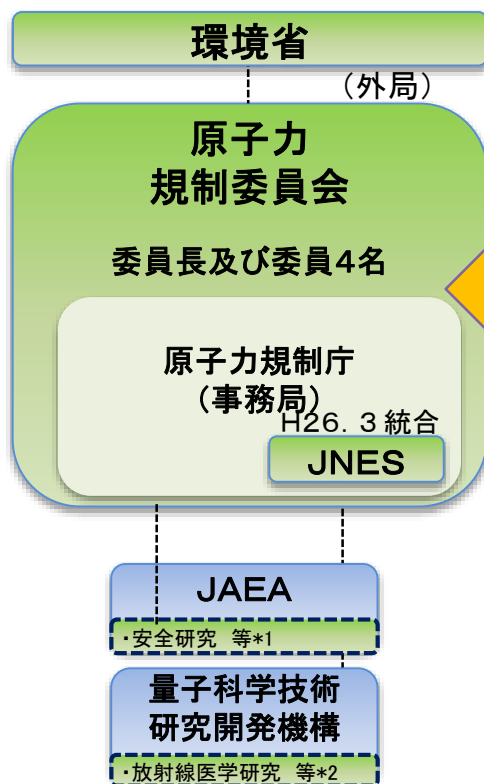 環境省
（外局）
原子力
規制委員会
委員長及び委員４名
原子力規制庁
（事務局）
H26．3 統合
JNES
JAEA
・安全研究　等*1
量子科学技術
研究開発機構
・放射線医学研究　等*2